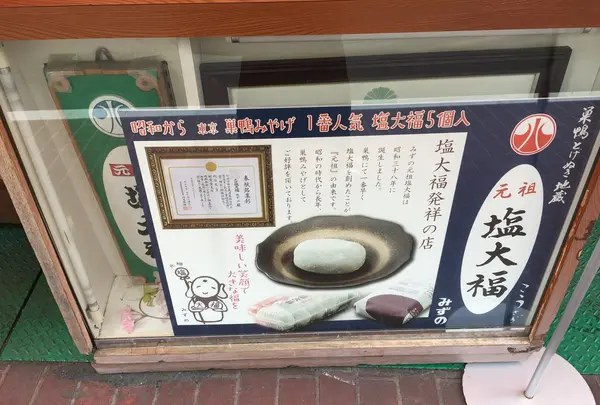 昭和から 東京 巣鴨みやげ 1番人気 塩大福5個入
塩大福発祥の店
みずの元祖塩大福は
昭和三十八年に
誕生しました。
巣鴨にて一番早く
塩大福を創めたことが
『元祖』の由来です。
昭和の時代から長年
巣鴨みやげとして
ご好評を頂いております
美味しい笑顔で
大きな福を
みずの
みずの
元祖
塩大福
巣鴨とげぬき地蔵
元